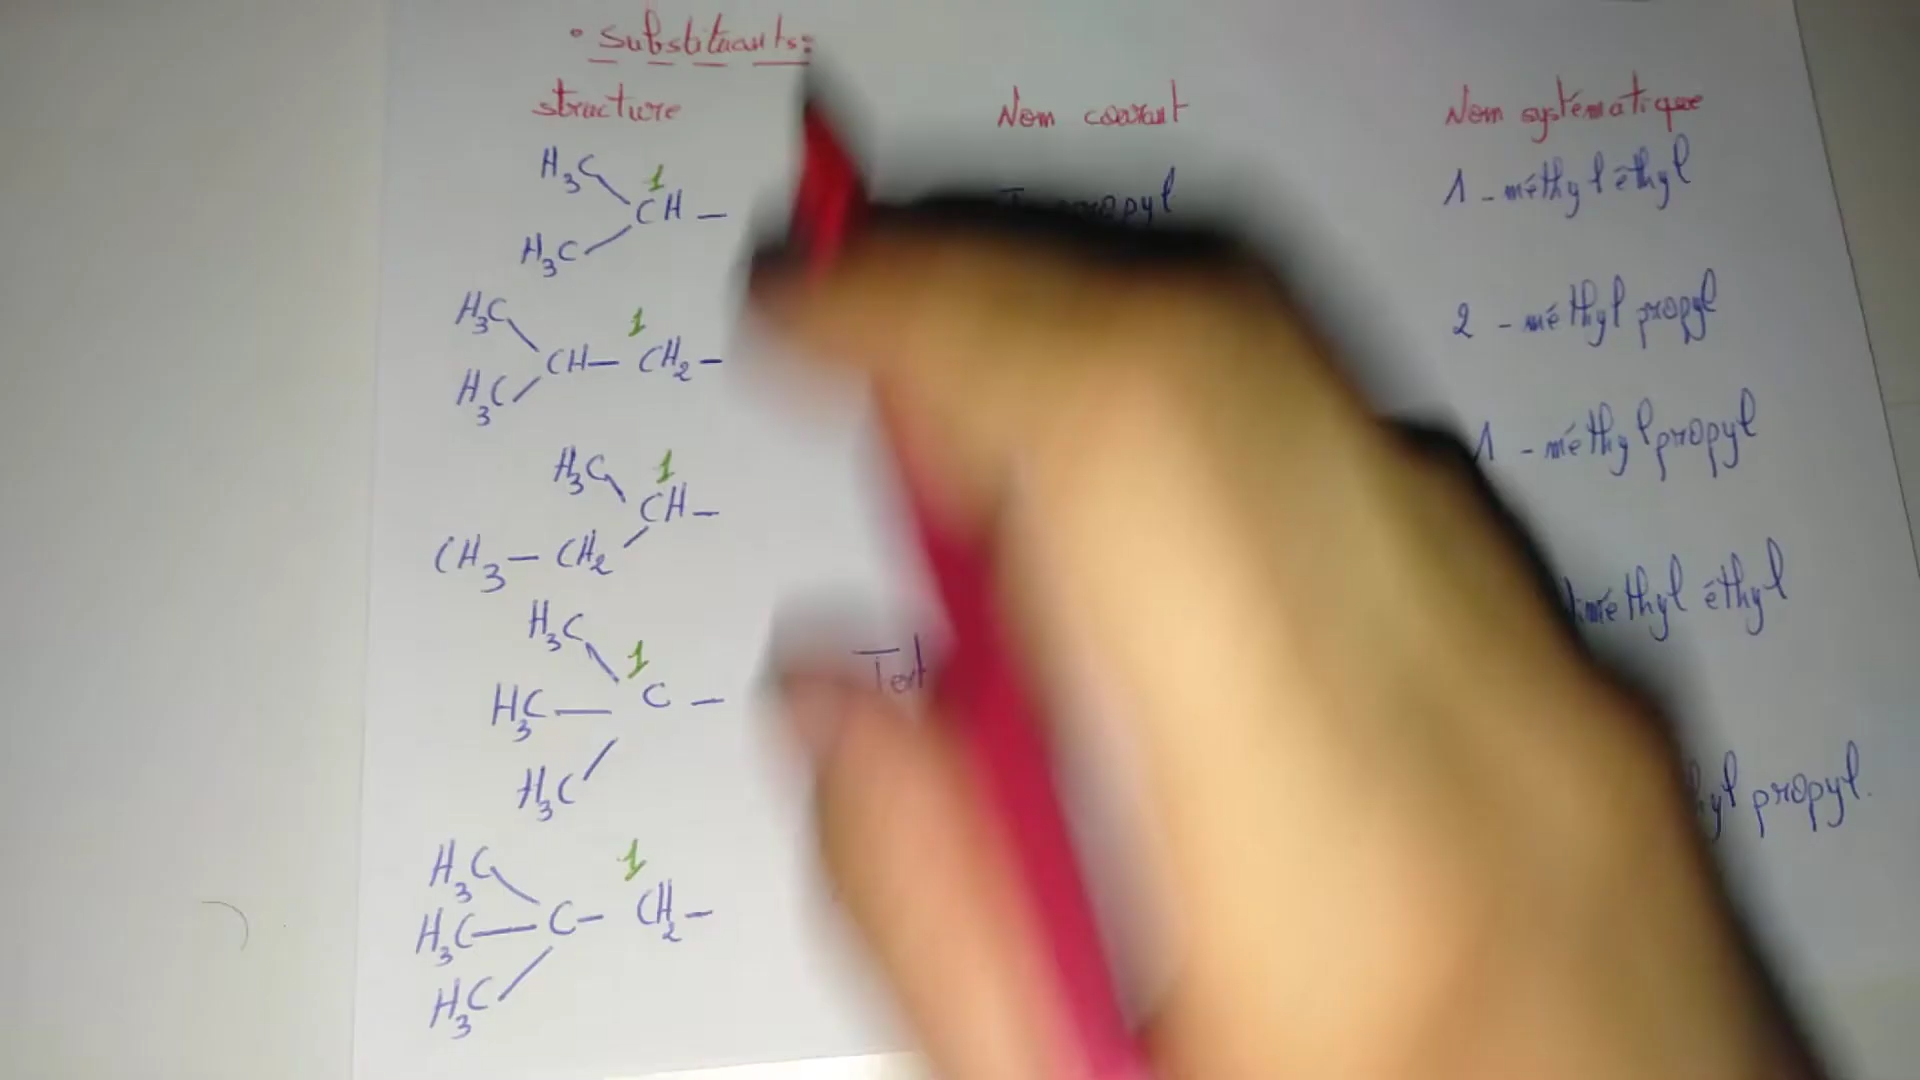 • Substituants:
structure Nom courant Nom systématique
H3C
1
CH - propyl 1 - méthyl éthyl
H3C
H3C
1
CH - CH2 - 2 - méthyl propyl
H3C
H3C
1
CH - 1 - méthyl propyl
CH3 - CH2
H3C
1
H3C - C - Tert méthyl éthyl
H3C
H3C
1
H3C - C - CH2 - propyl.
H3C